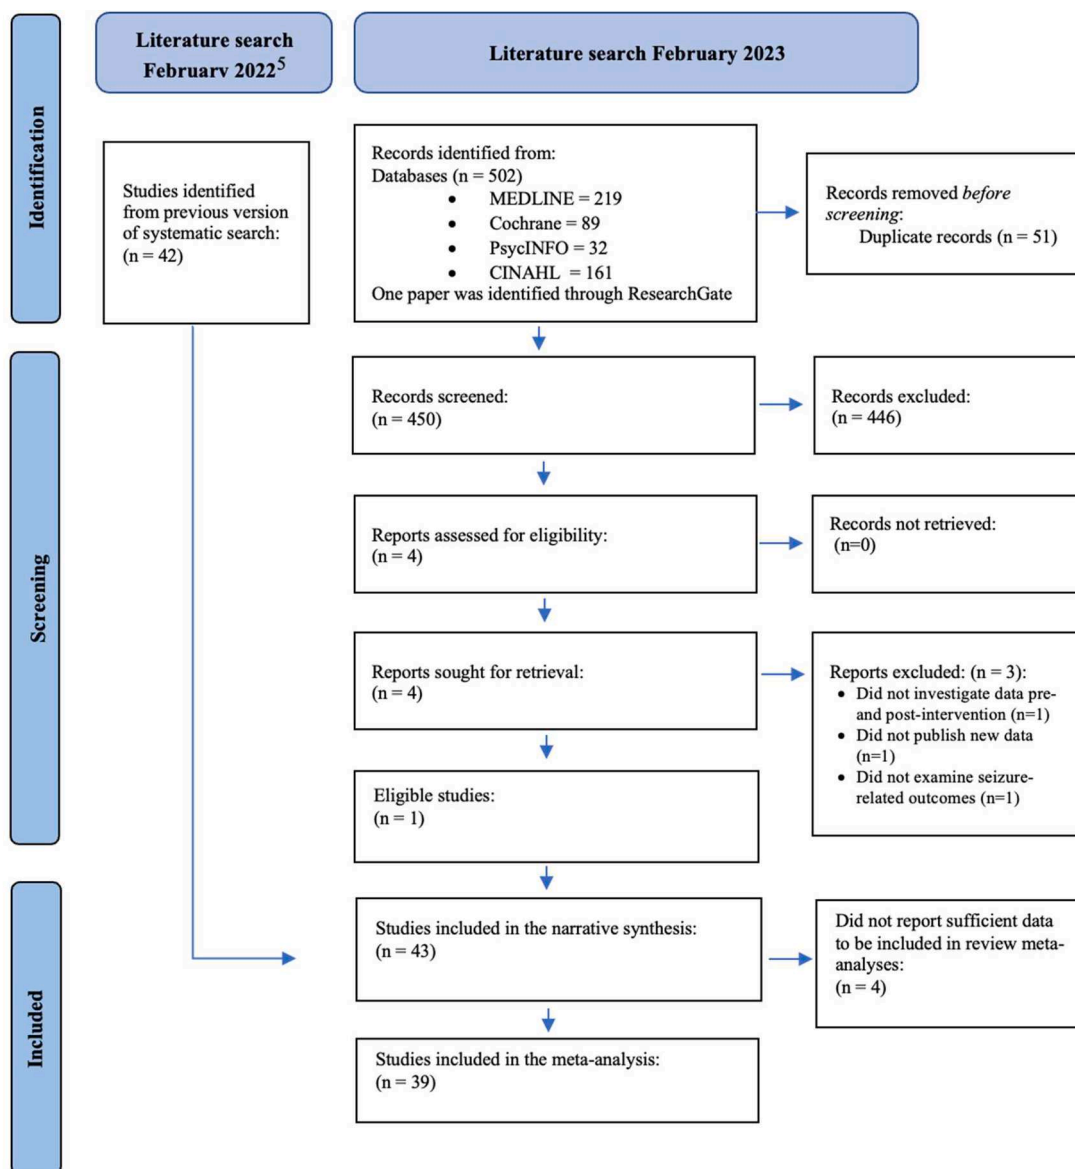 Literature search
February 20225
Literature search February 2023
Identification
Studies identified
from previous version
of systematic search:
(n = 42)
Records identified from:
Databases (n = 502)
• MEDLINE = 219
• Cochrane = 89
• PsycINFO = 32
• CINAHL = 161
One paper was identified through ResearchGate
Records removed before
screening:
Duplicate records (n = 51)
Screening
Records screened:
(n = 450)
Records excluded:
(n = 446)
Reports assessed for eligibility:
(n = 4)
Records not retrieved:
(n=0)
Reports sought for retrieval:
(n = 4)
Reports excluded: (n = 3):
• Did not investigate data pre-
and post-intervention (n=1)
• Did not publish new data
(n=1)
• Did not examine seizure-
related outcomes (n=1)
Eligible studies:
(n = 1)
Included
Studies included in the narrative synthesis:
(n = 43)
Did not report sufficient data
to be included in review meta-
analyses:
(n = 4)
Studies included in the meta-analysis:
(n = 39)